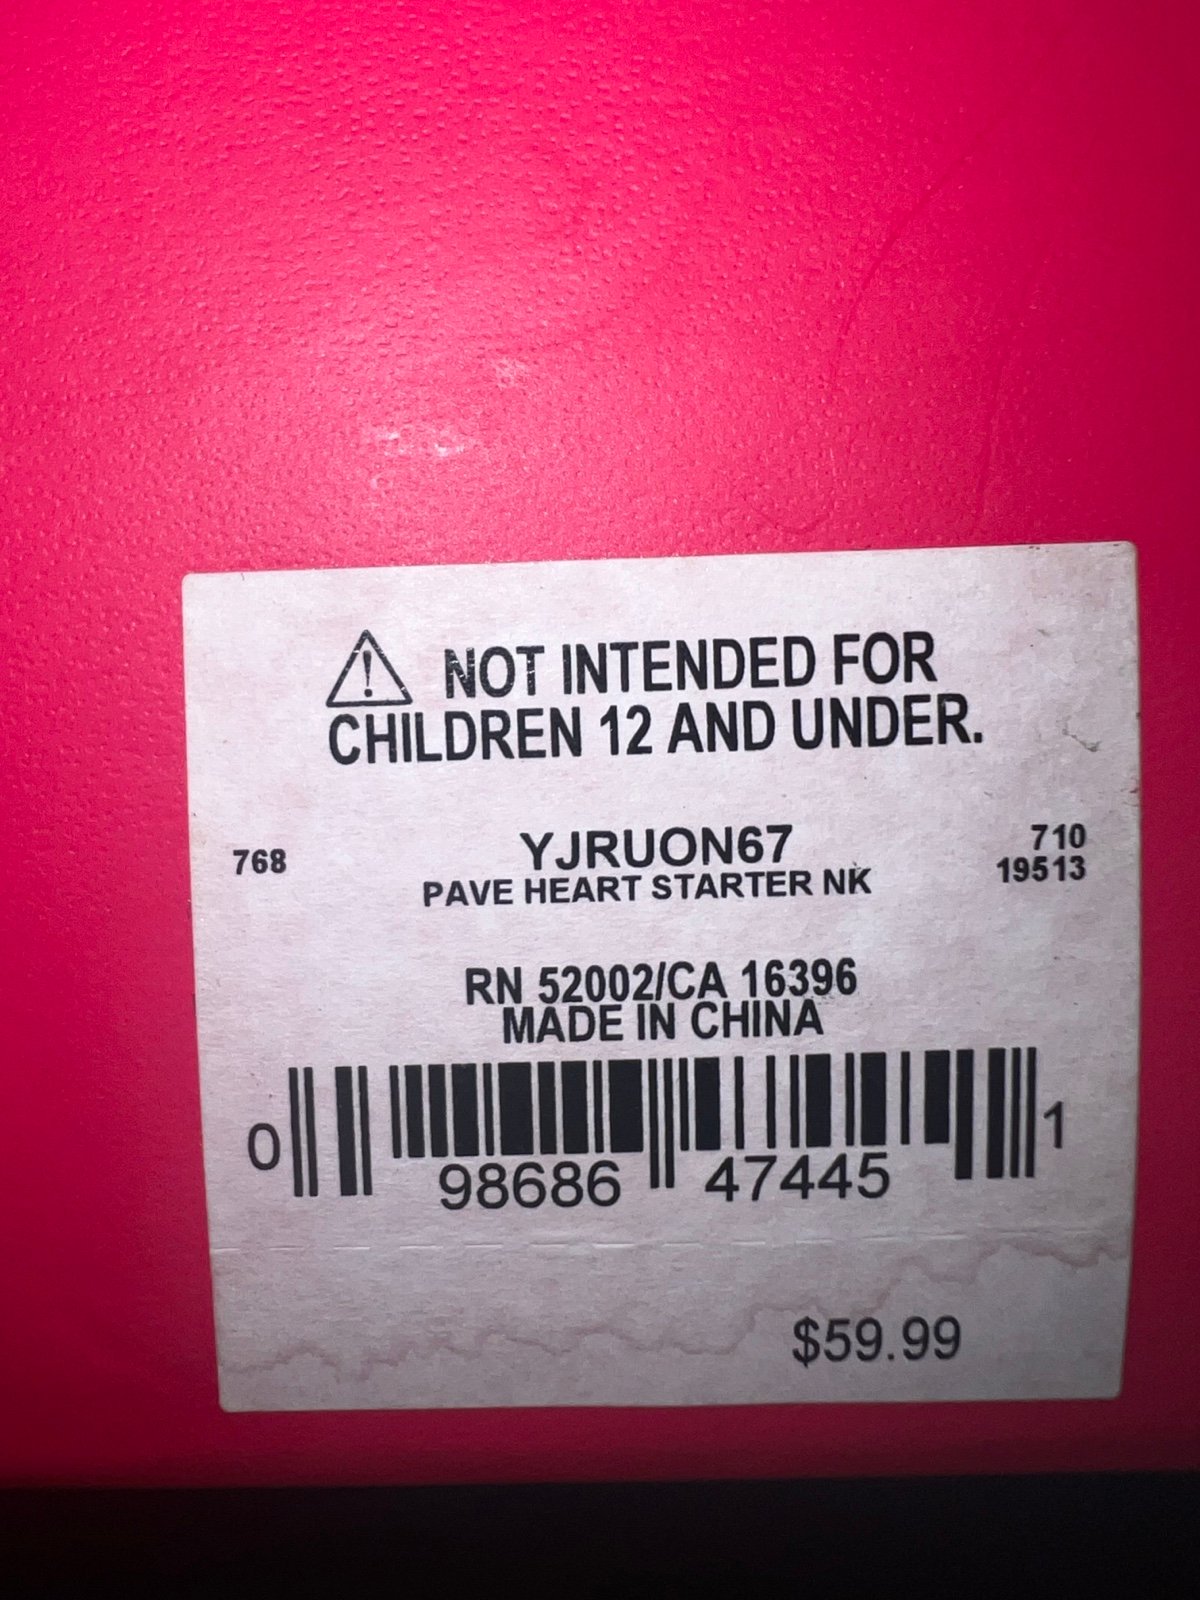 NOT INTENDED FOR
CHILDREN 12 AND UNDER.
768
YJRUON67
710
PAVE HEART STARTER NK
19513
RN 52002/CA 16396
MADE IN CHINA
0 98686 47445 1
$59.99